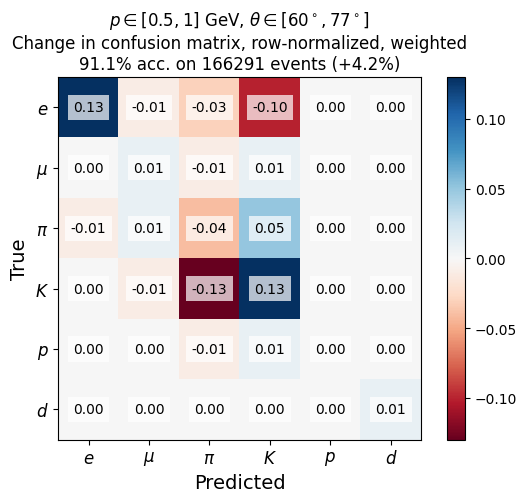 p ∈ [0.5, 1] GeV, θ ∈ [60°, 77°]
Change in confusion matrix, row-normalized, weighted
91.1% acc. on 166291 events (+4.2%)
e 0.13 -0.01 -0.03 -0.10 0.00 0.00
μ 0.00 0.01 -0.01 0.01 0.00 0.00
π -0.01 0.01 -0.04 0.05 0.00 0.00
K 0.00 -0.01 -0.13 0.13 0.00 0.00
p 0.00 0.00 -0.01 0.01 0.00 0.00
d 0.00 0.00 0.00 0.00 0.00 0.01
e μ π K p d
True
Predicted
0.10
0.05
0.00
−0.05
−0.10